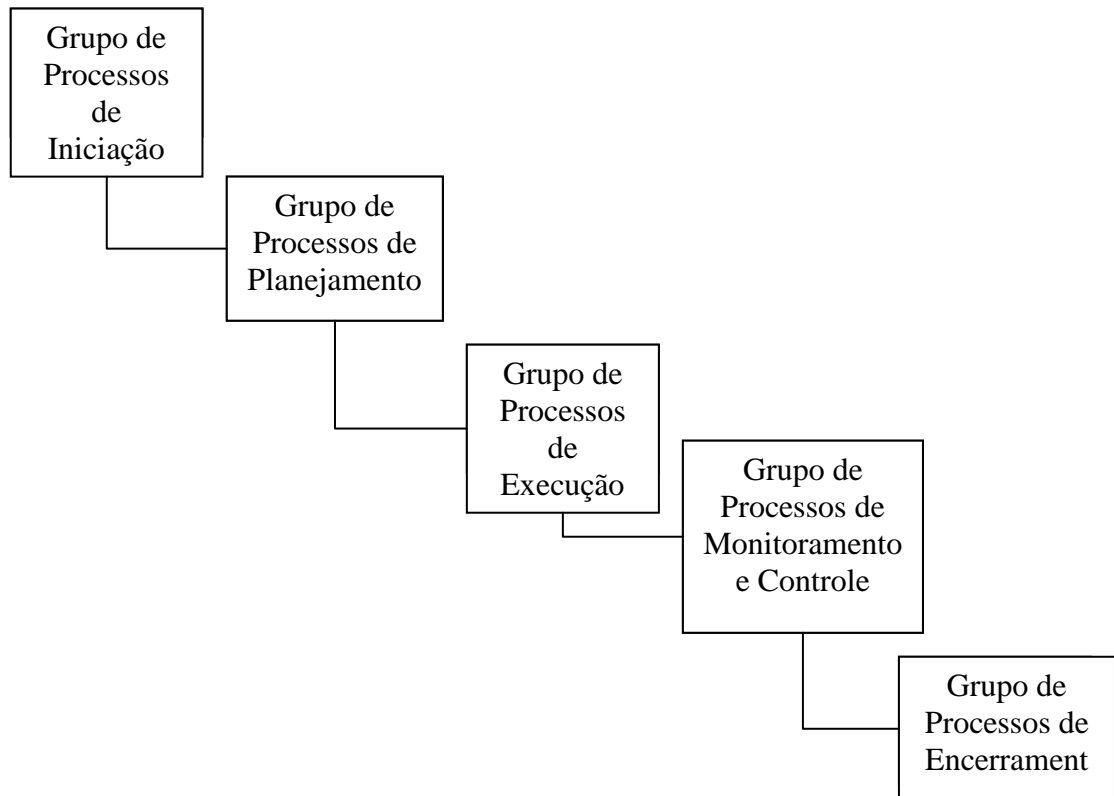 Grupo de
Processos
de
Iniciação
Grupo de
Processos de
Planejamento
Grupo de
Processos
de
Execução
Grupo de
Processos de
Monitoramento
e Controle
Grupo de
Processos de
Encerrament